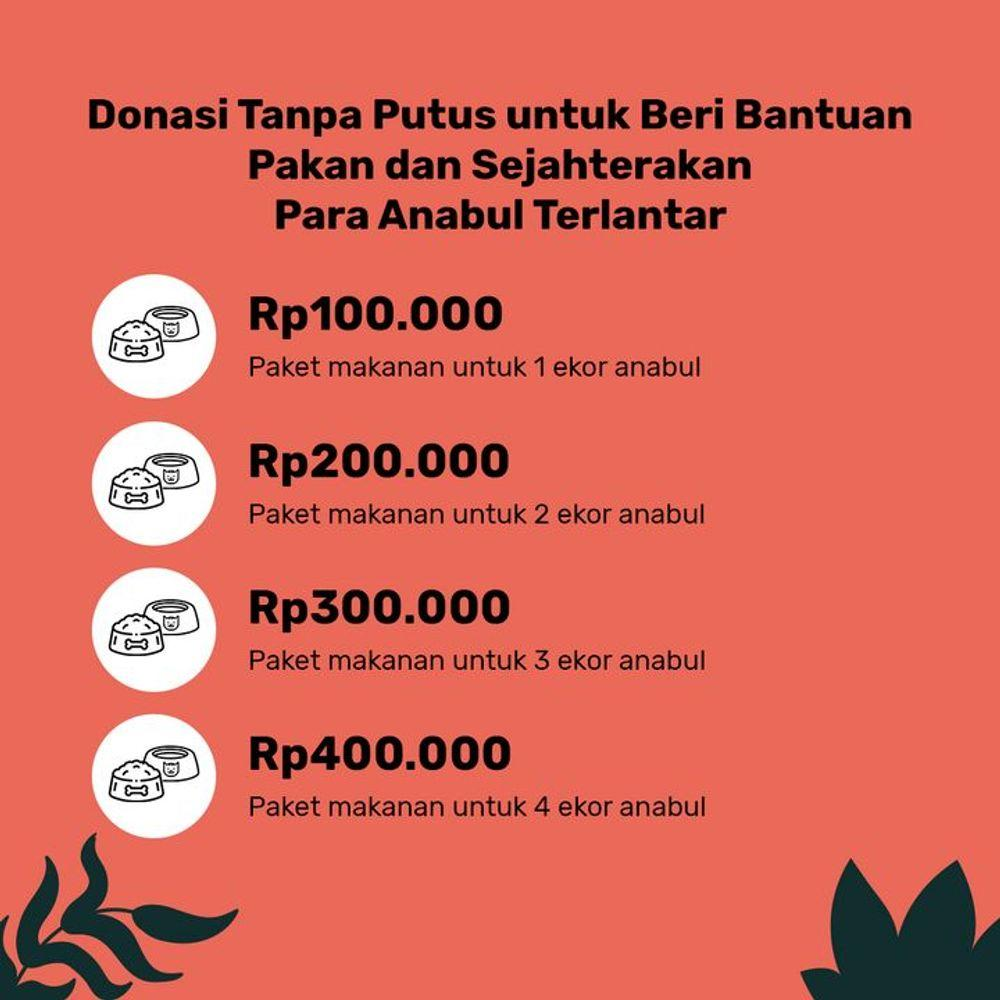 Donasi Tanpa Putus untuk Beri Bantuan
Pakan dan Sejahterakan
Para Anabul Terlantar
Rp100.000
Paket makanan untuk 1 ekor anabul
Rp200.000
Paket makanan untuk 2 ekor anabul
Rp300.000
Paket makanan untuk 3 ekor anabul
Rp400.000
Paket makanan untuk 4 ekor anabul